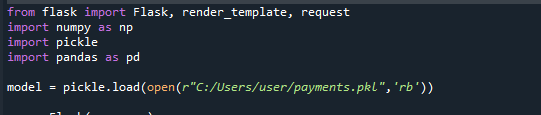 from flask import Flask, render_template, request
import numpy as np
import pickle
import pandas as pd
model = pickle.load(open(r"C:/Users/user/payments.pkl",'rb'))